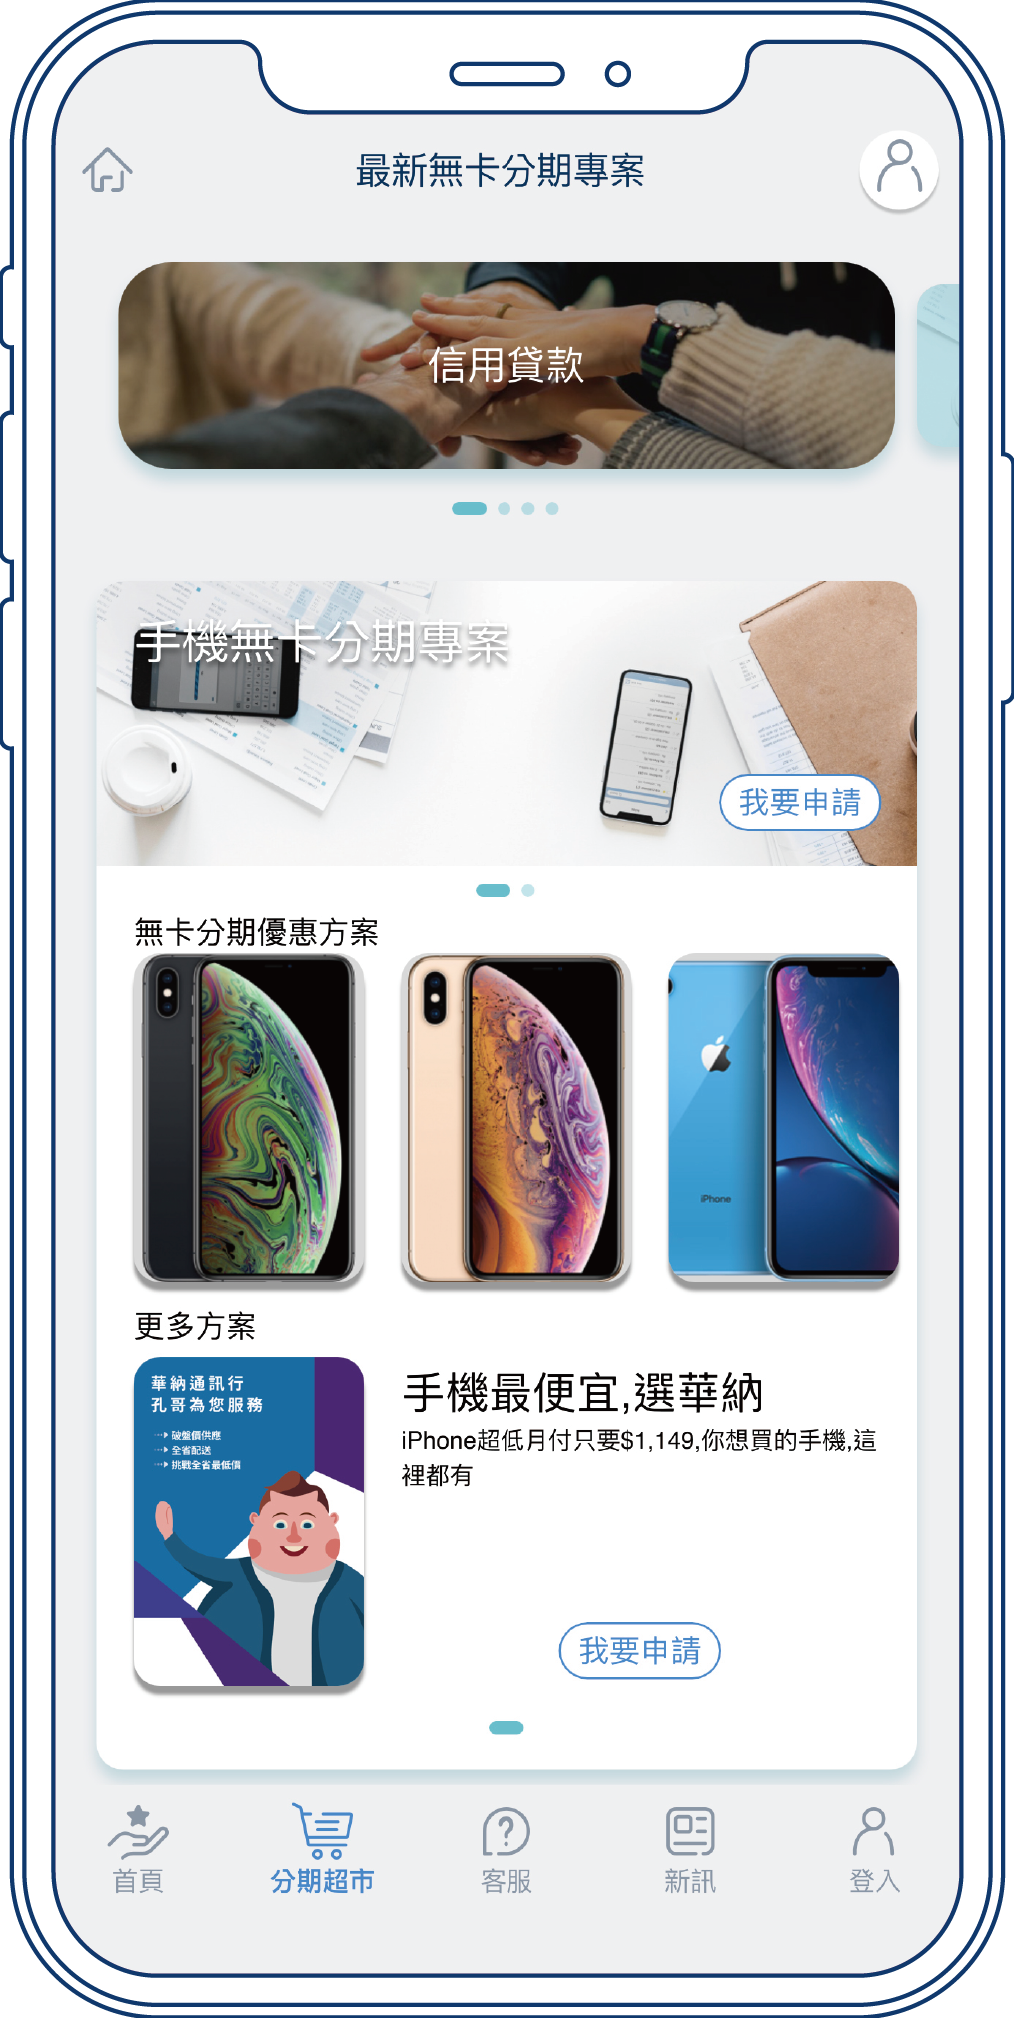 最新無卡分期專案
信用貸款
手機無卡分期專案
我要申請
無卡分期優惠方案
iPhone
更多方案
華納通訊行
孔哥為您服務
破盤價供應
全省配送
挑戰全省最低價
手機最便宜,選華納
iPhone超低月付只要$1,149,你想買的手機,這
裡都有
我要申請
首頁
分期超市
客服
新訊
登入